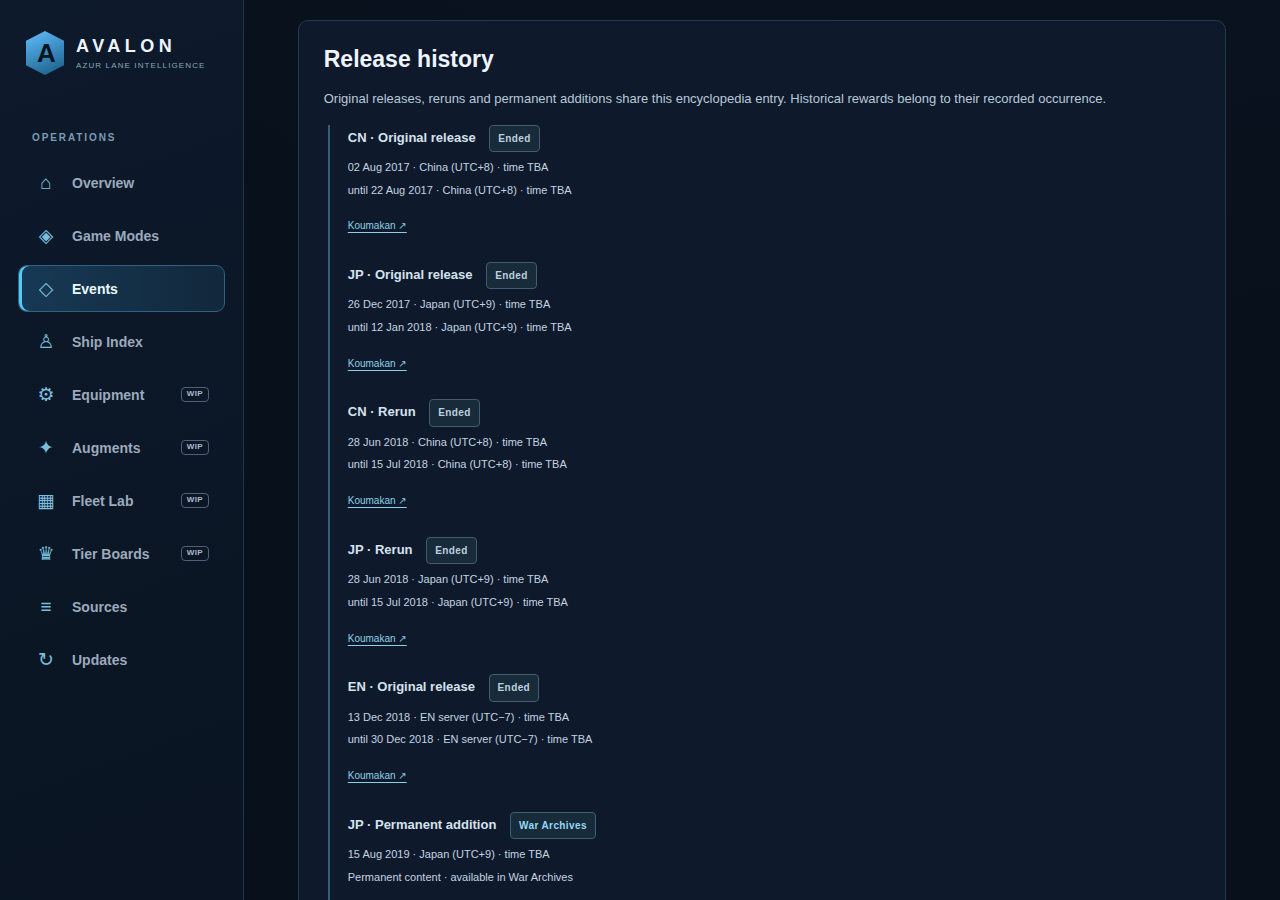 A
AVALON
AZUR LANE INTELLIGENCE
OPERATIONS
Overview
Game Modes
Events
Ship Index
Equipment WIP
Augments WIP
Fleet Lab WIP
Tier Boards WIP
Sources
Updates
Release history
Original releases, reruns and permanent additions share this encyclopedia entry. Historical rewards belong to their recorded occurrence.
CN · Original release Ended
02 Aug 2017 · China (UTC+8) · time TBA
until 22 Aug 2017 · China (UTC+8) · time TBA
Koumakan ↗
JP · Original release Ended
26 Dec 2017 · Japan (UTC+9) · time TBA
until 12 Jan 2018 · Japan (UTC+9) · time TBA
Koumakan ↗
CN · Rerun Ended
28 Jun 2018 · China (UTC+8) · time TBA
until 15 Jul 2018 · China (UTC+8) · time TBA
Koumakan ↗
JP · Rerun Ended
28 Jun 2018 · Japan (UTC+9) · time TBA
until 15 Jul 2018 · Japan (UTC+9) · time TBA
Koumakan ↗
EN · Original release Ended
13 Dec 2018 · EN server (UTC−7) · time TBA
until 30 Dec 2018 · EN server (UTC−7) · time TBA
Koumakan ↗
JP · Permanent addition War Archives
15 Aug 2019 · Japan (UTC+9) · time TBA
Permanent content · available in War Archives